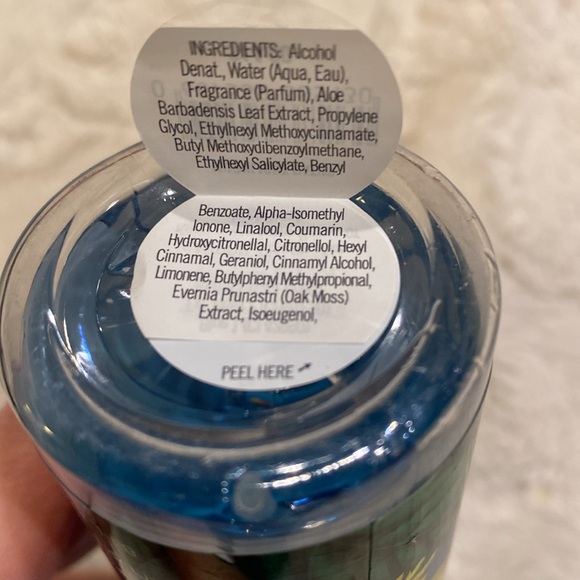 INGREDIENTS: Alcohol
Denat., Water (Aqua, Eau),
Fragrance (Parfum), Aloe
Barbadensis Leaf Extract, Propylene
Glycol, Ethylhexyl Methoxycinnamate,
Butyl Methoxydibenzoylmethane,
Ethylhexyl Salicylate, Benzyl
Benzoate, Alpha-Isomethyl
Ionone, Linalool, Coumarin,
Hydroxycitronellal, Citronellol, Hexyl
Cinnamal, Geraniol, Cinnamyl Alcohol,
Limonene, Butylphenyl Methylpropional,
Evernia Prunastri (Oak Moss)
Extract, Isoeugenol,
PEEL HERE